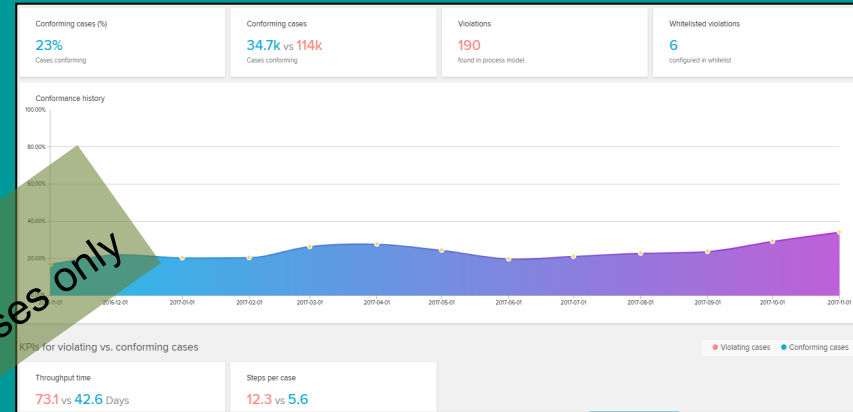 Conforming cases (%)
23%
Cases conforming
Conforming cases
34.7k vs 114k
Cases conforming
Violations
190
found in process model
Whitelisted violations
6
configured in whitelist
Conformance history
100.00%
80.00%
60.00%
40.00%
20.00%
2016-12-01
2017-01-01
2017-02-01
2017-03-01
2017-04-01
2017-05-01
2017-06-01
2017-07-01
2017-08-01
2017-09-01
2017-10-01
2017-11-01
only
KPIs for violating vs. conforming cases
Violating cases
Conforming cases
Throughput time
73.1 vs 42.6 Days
Steps per case
12.3 vs 5.6